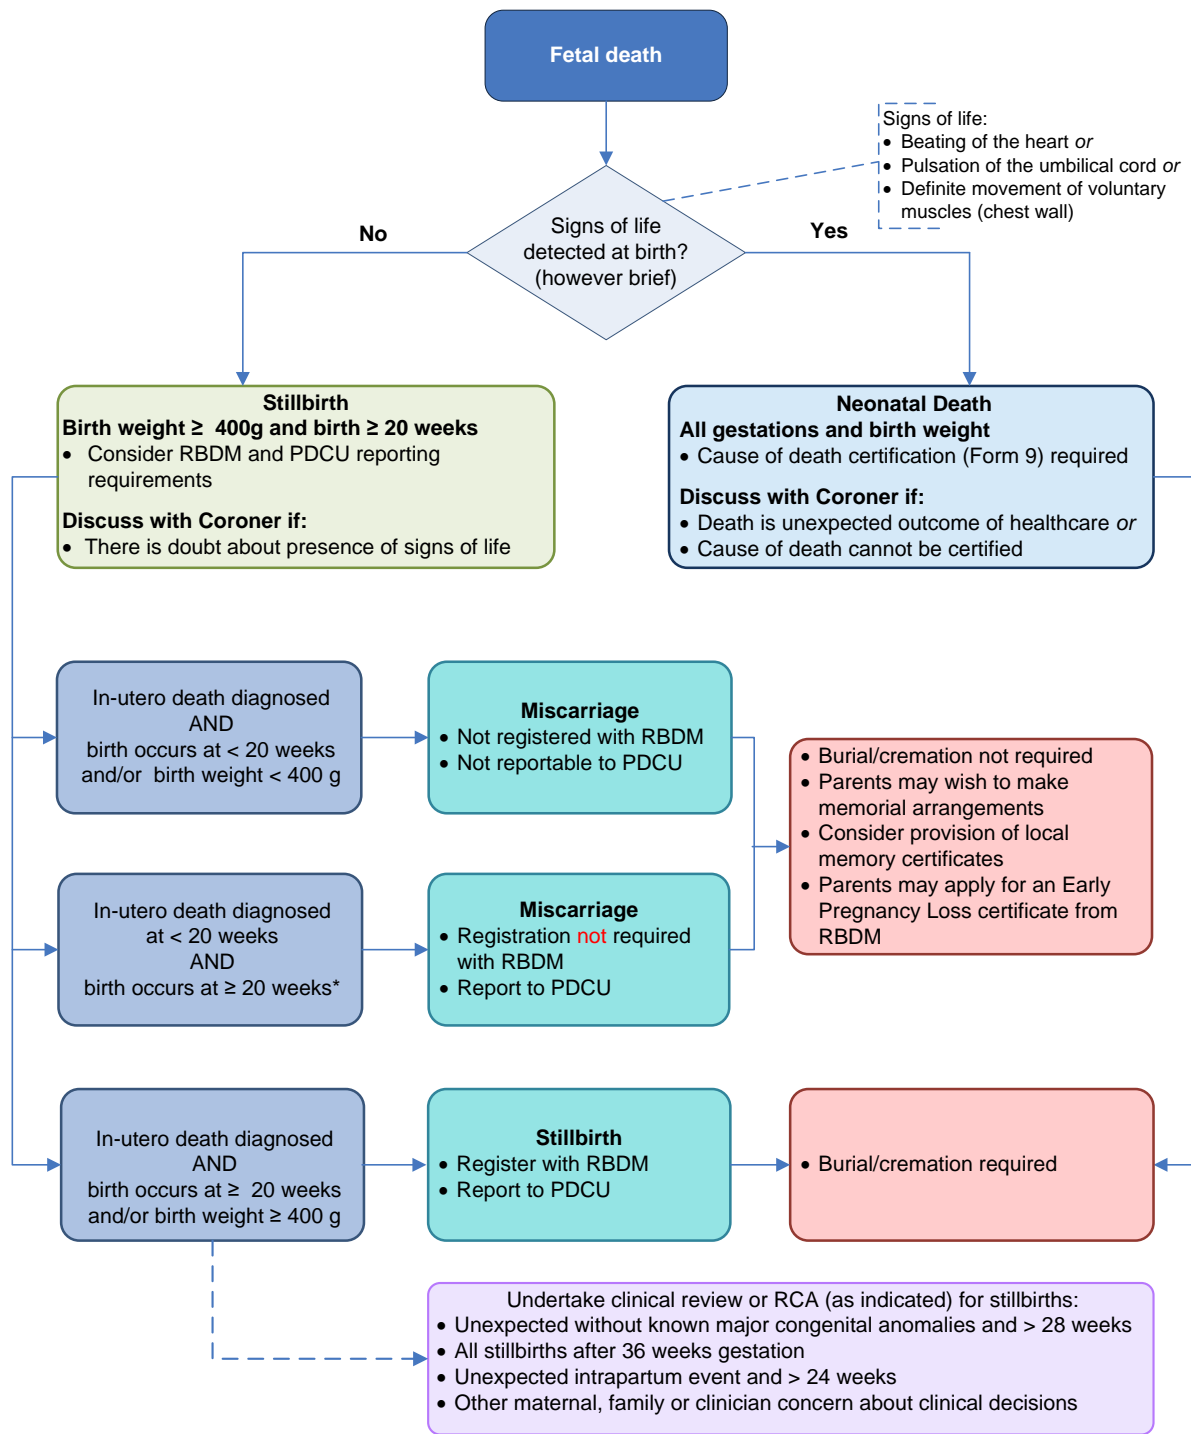 Fetal death
Signs of life:
• Beating of the heart or
• Pulsation of the umbilical cord or
• Definite movement of voluntary
muscles (chest wall)
Signs of life
detected at birth?
(however brief)
No
Yes
Stillbirth
Birth weight ≥ 400g and birth ≥ 20 weeks
• Consider RBDM and PDCU reporting
requirements
Discuss with Coroner if:
• There is doubt about presence of signs of life
Neonatal Death
All gestations and birth weight
• Cause of death certification (Form 9) required
Discuss with Coroner if:
• Death is unexpected outcome of healthcare or
• Cause of death cannot be certified
In-utero death diagnosed
AND
birth occurs at < 20 weeks
and/or birth weight < 400 g
Miscarriage
• Not registered with RBDM
• Not reportable to PDCU
• Burial/cremation not required
• Parents may wish to make
memorial arrangements
• Consider provision of local
memory certificates
• Parents may apply for an Early
Pregnancy Loss certificate from
RBDM
In-utero death diagnosed
at < 20 weeks
AND
birth occurs at ≥ 20 weeks*
Miscarriage
• Registration not required
with RBDM
• Report to PDCU
In-utero death diagnosed
AND
birth occurs at ≥ 20 weeks
and/or birth weight ≥ 400 g
Stillbirth
• Register with RBDM
• Report to PDCU
• Burial/cremation required
Undertake clinical review or RCA (as indicated) for stillbirths:
• Unexpected without known major congenital anomalies and > 28 weeks
• All stillbirths after 36 weeks gestation
• Unexpected intrapartum event and > 24 weeks
• Other maternal, family or clinician concern about clinical decisions